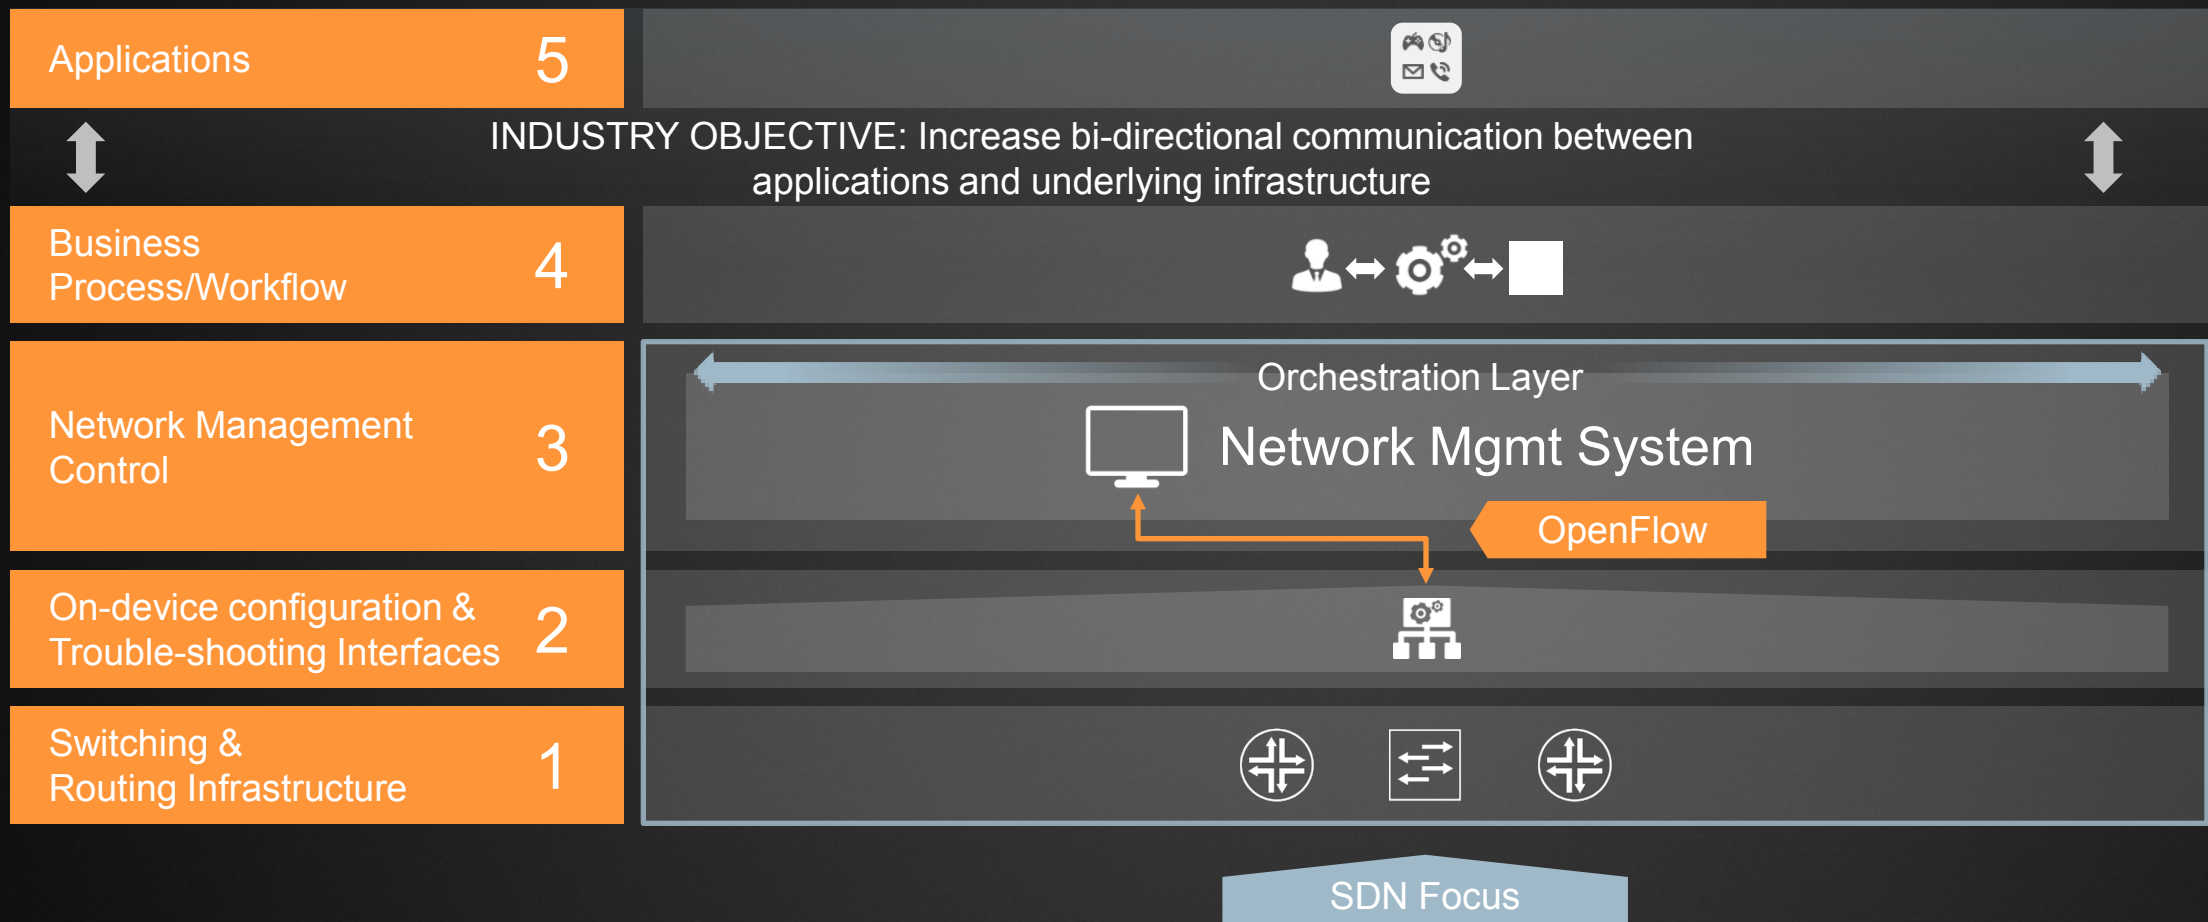 Applications 5
INDUSTRY OBJECTIVE: Increase bi-directional communication between
applications and underlying infrastructure
Business
Process/Workflow 4
Network Management
Control 3
Orchestration Layer
Network Mgmt System
OpenFlow
On-device configuration &
Trouble-shooting Interfaces 2
Switching &
Routing Infrastructure 1
SDN Focus